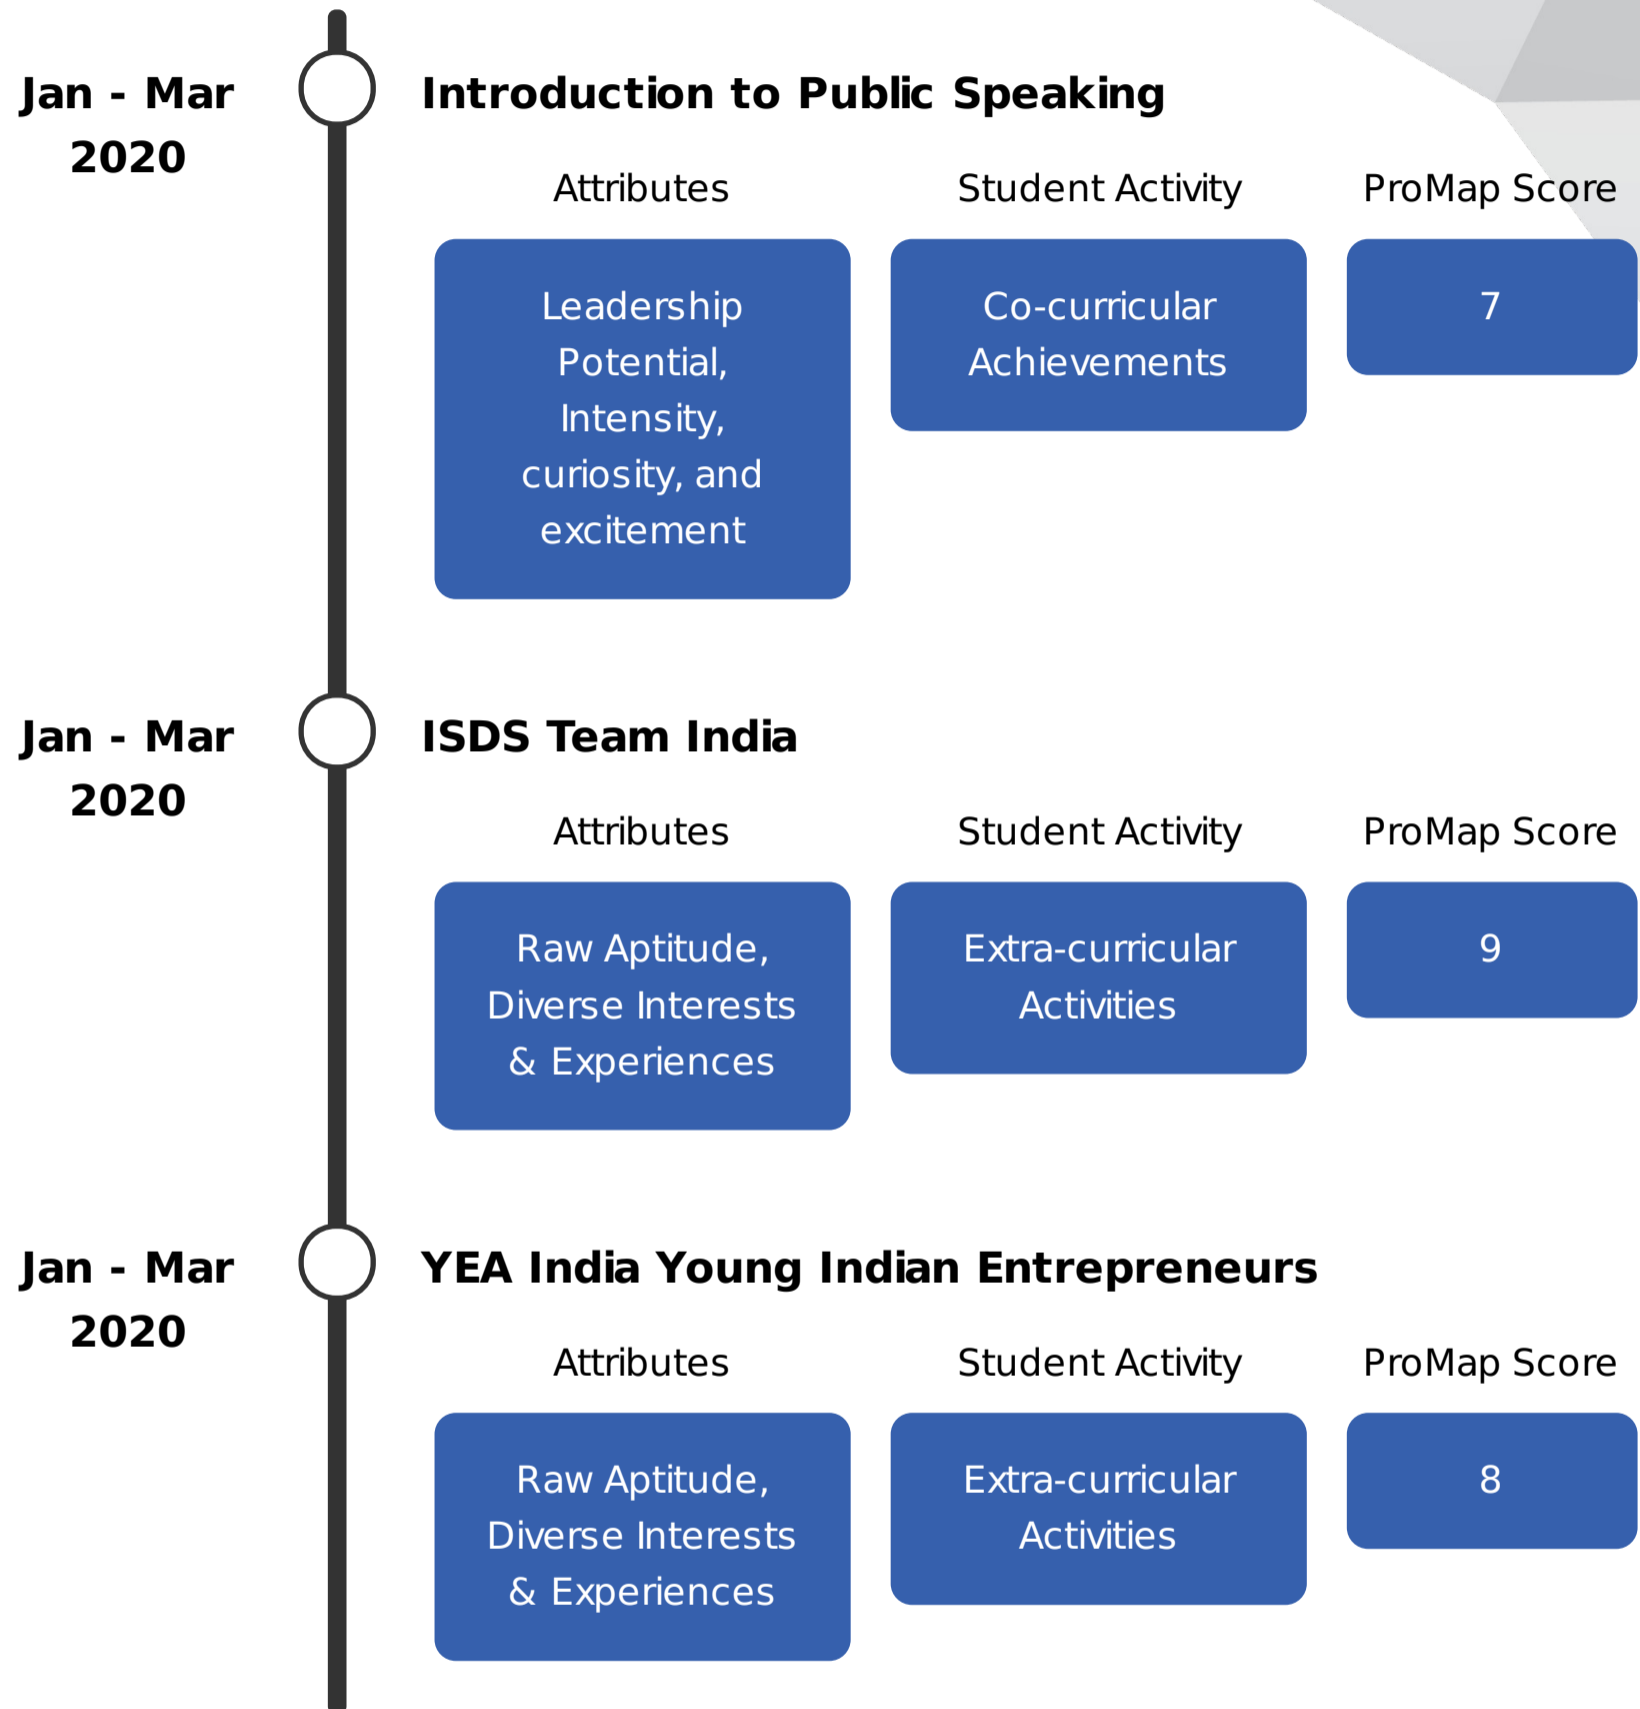 Jan - Mar
2020
Introduction to Public Speaking
Attributes
Student Activity
ProMap Score
Leadership
Potential,
Intensity,
curiosity, and
excitement
Co-curricular
Achievements
7
Jan - Mar
2020
ISDS Team India
Attributes
Student Activity
ProMap Score
Raw Aptitude,
Diverse Interests
& Experiences
Extra-curricular
Activities
9
Jan - Mar
2020
YEA India Young Indian Entrepreneurs
Attributes
Student Activity
ProMap Score
Raw Aptitude,
Diverse Interests
& Experiences
Extra-curricular
Activities
8